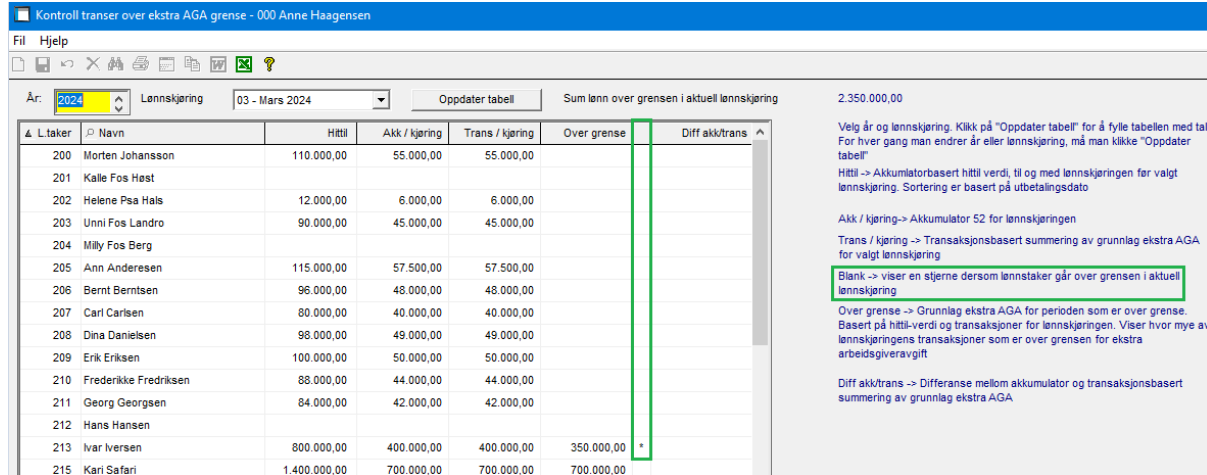 Kontroll transer over ekstra AGA grense - 000 Anne Haagensen
Fil Hjelp
År: 2024 Lønnskjøring 03 - Mars 2024 Oppdater tabell Sum lønn over grensen i aktuell lønnskjøring 2.350.000,00
L.taker Navn Hittil Akk / kjøring Trans / kjøring Over grense Diff akk/trans
200 Morten Johansson 110.000,00 55.000,00 55.000,00
201 Kalle Fos Høst
202 Helene Psa Hals 12.000,00 6.000,00 6.000,00
203 Unni Fos Landro 90.000,00 45.000,00 45.000,00
204 Milly Fos Berg
205 Ann Anderesen 115.000,00 57.500,00 57.500,00
206 Bernt Berntsen 96.000,00 48.000,00 48.000,00
207 Carl Carlsen 80.000,00 40.000,00 40.000,00
208 Dina Danielsen 98.000,00 49.000,00 49.000,00
209 Erik Eriksen 100.000,00 50.000,00 50.000,00
210 Frederikke Fredriksen 88.000,00 44.000,00 44.000,00
211 Georg Georgsen 84.000,00 42.000,00 42.000,00
212 Hans Hansen
213 Ivar Iversen 800.000,00 400.000,00 400.000,00 350.000,00 *
215 Kari Safari 1.400.000,00 700.000,00 700.000,00 700.000,00
Velg år og lønnskjøring. Klikk på "Oppdater tabell" for å fylle tabellen med tal
For hver gang man endrer år eller lønnskjøring, må man klikke "Oppdater
tabell"
Hittil -> Akkumlatorbasert hittil verdi, til og med lønnskjøringen før valgt
lønnskjøring. Sortering er basert på utbetalingsdato
Akk / kjøring-> Akkumulator 52 for lønnskjøringen
Trans / kjøring -> Transaksjonsbasert summering av grunnlag ekstra AGA
for valgt lønnskjøring
Blank -> viser en stjerne dersom lønnstaker går over grensen i aktuell
lønnskjøring
Over grense -> Grunnlag ekstra AGA for perioden som er over grense.
Basert på hittil-verdi og transaksjoner for lønnskjøringen. Viser hvor mye av
lønnskjøringens transaksjoner som er over grensen for ekstra
arbeidsgiveravgift
Diff akk/trans -> Differanse mellom akkumulator og transaksjonsbasert
summering av grunnlag ekstra AGA